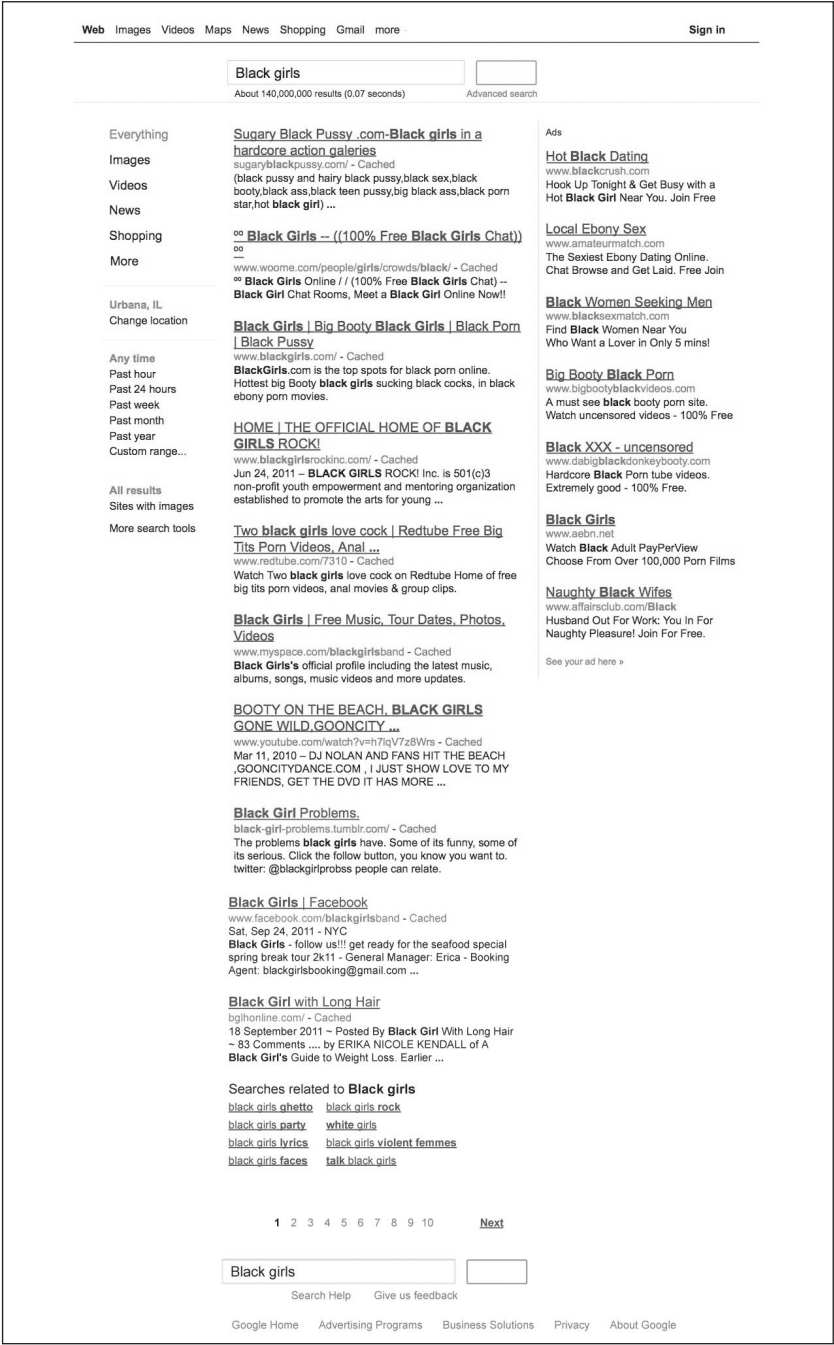 Web Images Videos Maps News Shopping Gmail more
Sign in
Black girls
About 140,000,000 results (0.07 seconds)
Advanced search
Everything
Images
Videos
News
Shopping
More
Urbana, IL
Change location
Any time
Past hour
Past 24 hours
Past week
Past month
Past year
Custom range...
All results
Sites with images
More search tools
Sugary Black Pussy .com-Black girls in a
hardcore action galeries
sugaryblackpussy.com/ - Cached
(black pussy and hairy black pussy,black sex,black
booty,black ass,black teen pussy,big black ass,black porn
star,hot black girl) ...
ºº Black Girls -- ((100% Free Black Girls Chat))
ºº
www.woome.com/people/girls/crowds/black/ - Cached
ºº Black Girls Online / / (100% Free Black Girls Chat) --
Black Girl Chat Rooms, Meet a Black Girl Online Now!!
Black Girls | Big Booty Black Girls | Black Porn
| Black Pussy
www.blackgirls.com/ - Cached
BlackGirls.com is the top spots for black porn online.
Hottest big Booty black girls sucking black cocks, in black
ebony porn movies.
HOME | THE OFFICIAL HOME OF BLACK
GIRLS ROCK!
www.blackgirlsrockinc.com/ - Cached
Jun 24, 2011 – BLACK GIRLS ROCK! Inc. is 501(c)3
non-profit youth empowerment and mentoring organization
established to promote the arts for young ...
Two black girls love cock | Redtube Free Big
Tits Porn Videos, Anal ...
www.redtube.com/7310 - Cached
Watch Two black girls love cock on Redtube Home of free
big tits porn videos, anal movies & group clips.
Black Girls | Free Music, Tour Dates, Photos,
Videos
www.myspace.com/blackgirlsband - Cached
Black Girls's official profile including the latest music,
albums, songs, music videos and more updates.
BOOTY ON THE BEACH, BLACK GIRLS
GONE WILD,GOONCITY ...
www.youtube.com/watch?v=h7lqV7z8Wrs - Cached
Mar 11, 2010 – DJ NOLAN AND FANS HIT THE BEACH
,GOONCITYDANCE.COM , I JUST SHOW LOVE TO MY
FRIENDS, GET THE DVD IT HAS MORE ...
Black Girl Problems.
black-girl-problems.tumblr.com/ - Cached
The problems black girls have. Some of its funny, some of
its serious. Click the follow button, you know you want to.
twitter: @blackgirlprobss people can relate.
Black Girls | Facebook
www.facebook.com/blackgirlsband - Cached
Sat, Sep 24, 2011 - NYC
Black Girls - follow us!!! get ready for the seafood special
spring break tour 2k11 - General Manager: Erica - Booking
Agent: blackgirlsbooking@gmail.com ...
Black Girl with Long Hair
bglhonline.com/ - Cached
18 September 2011 ~ Posted By Black Girl With Long Hair
~ 83 Comments .... by ERIKA NICOLE KENDALL of A
Black Girl's Guide to Weight Loss. Earlier ...
Searches related to Black girls
black girls ghetto black girls rock
black girls party white girls
black girls lyrics black girls violent femmes
black girls faces talk black girls
Ads
Hot Black Dating
www.blackcrush.com
Hook Up Tonight & Get Busy with a
Hot Black Girl Near You. Join Free
Local Ebony Sex
www.amateurmatch.com
The Sexiest Ebony Dating Online.
Chat Browse and Get Laid. Free Join
Black Women Seeking Men
www.blacksexmatch.com
Find Black Women Near You
Who Want a Lover in Only 5 mins!
Big Booty Black Porn
www.bigbootyblackvideos.com
A must see black booty porn site.
Watch uncensored videos - 100% Free
Black XXX - uncensored
www.dabigblackdonkeybooty.com
Hardcore Black Porn tube videos.
Extremely good - 100% Free.
Black Girls
www.aebn.net
Watch Black Adult PayPerView
Choose From Over 100,000 Porn Films
Naughty Black Wifes
www.affairsclub.com/Black
Husband Out For Work: You In For
Naughty Pleasure! Join For Free.
See your ad here »
1 2 3 4 5 6 7 8 9 10 Next
Black girls
Search Help Give us feedback
Google Home Advertising Programs Business Solutions Privacy About Google